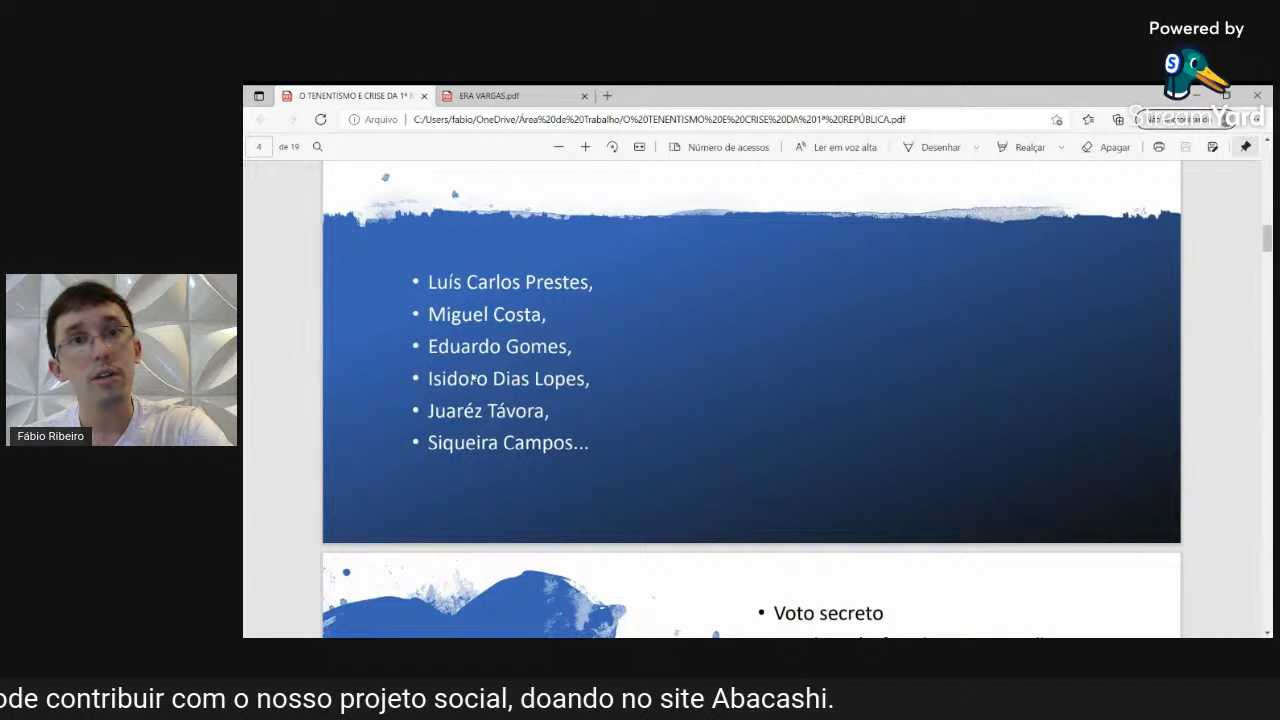 Powered by
S
StreamYard
O TENENTISMO E CRISE DA 1ª R
ERA VARGAS.pdf
Arquivo
C:/Users/fabio/OneDrive/Área%20de%20Trabalho/O%20TENENTISMO%20E%20CRISE%20DA%201ª%20REPÚBLICA.pdf
4 de 19
Número de acessos
Ler em voz alta
Desenhar
Realçar
Apagar
• Luís Carlos Prestes,
• Miguel Costa,
• Eduardo Gomes,
• Isidoro Dias Lopes,
• Juaréz Távora,
• Siqueira Campos...
Fábio Ribeiro
• Voto secreto
ode contribuir com o nosso projeto social, doando no site Abacashi.